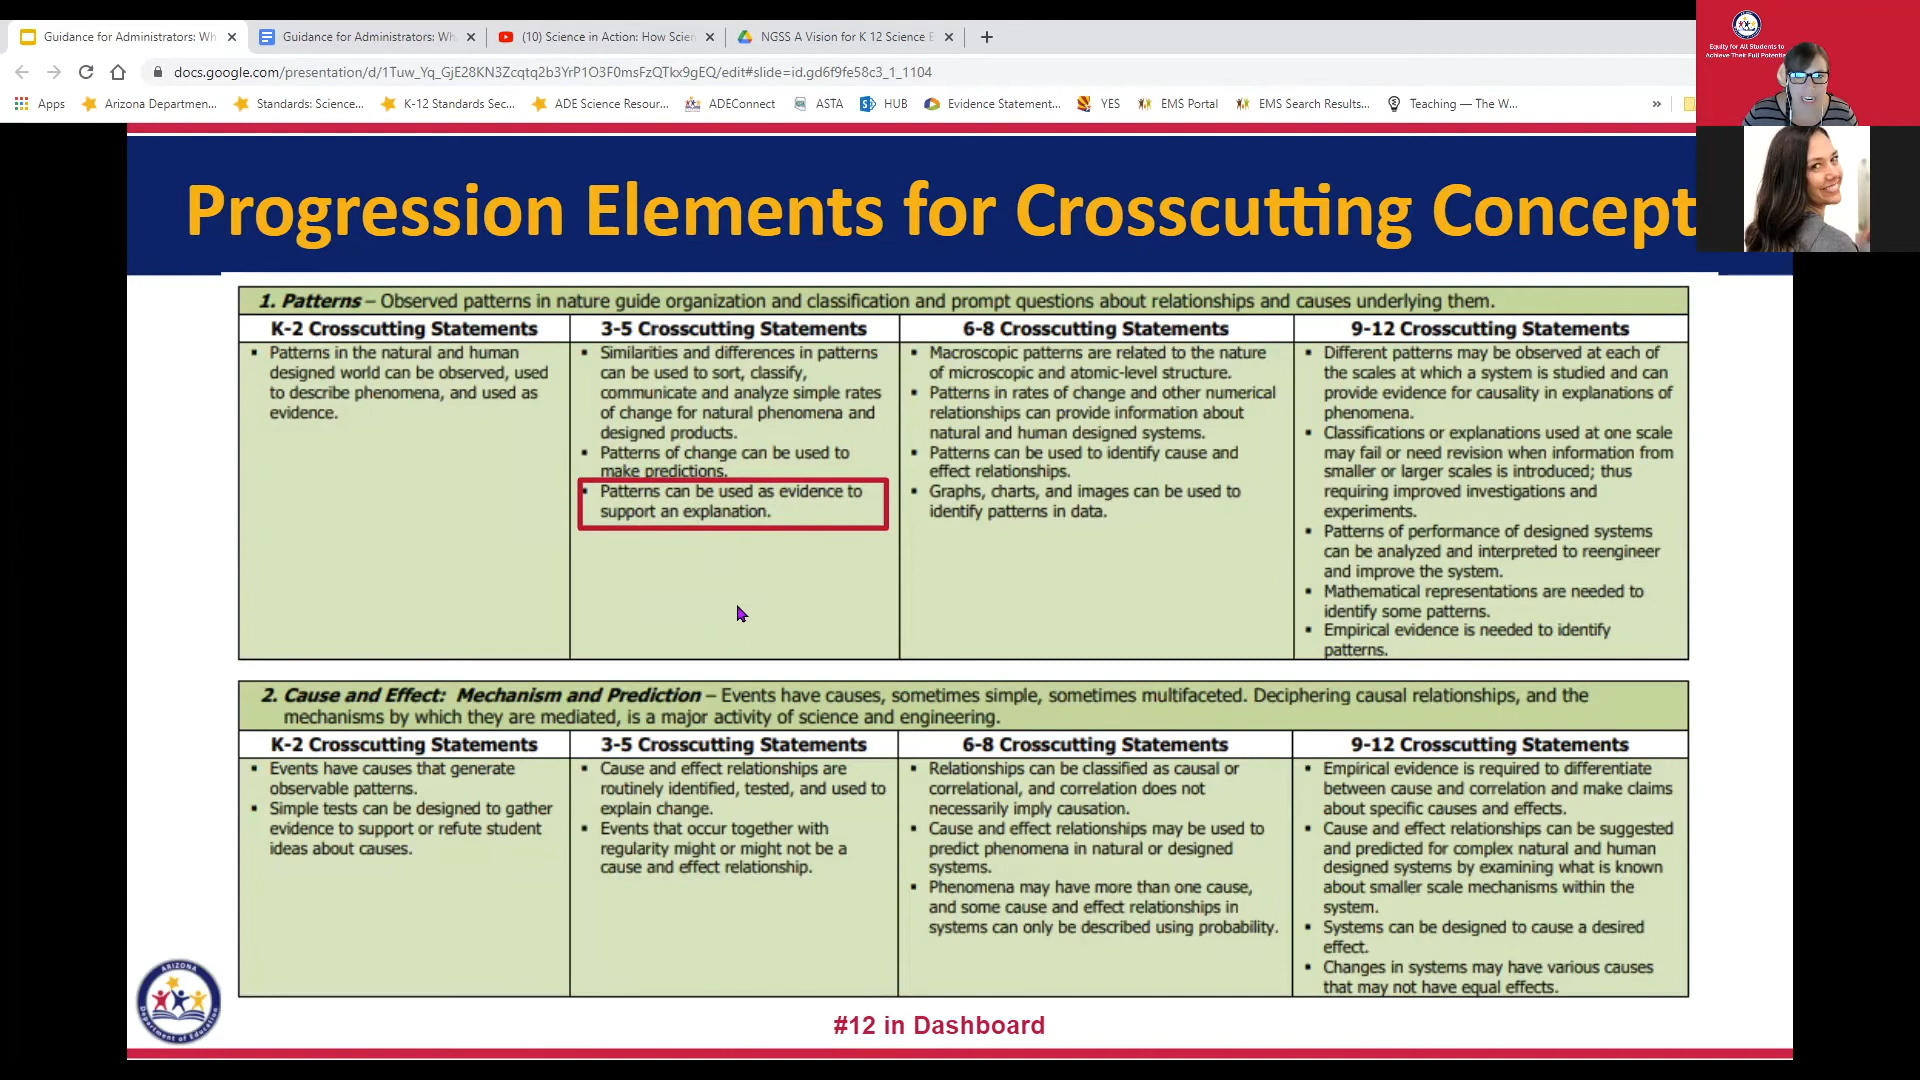 Guidance for Administrators: Wh
Guidance for Administrators: Wh
(10) Science in Action: How Scien
NGSS A Vision for K 12 Science E
docs.google.com/presentation/d/1Tuw_Yq_GjE28KN3Zcqtq2b3YrP1O3F0msFzQTkx9gEQ/edit#slide=id.gd6f9fe58c3_1_1104
Apps
Arizona Departmen...
Standards: Science...
K-12 Standards Sec...
ADE Science Resour...
ADEConnect
ASTA
HUB
Evidence Statement...
YES
EMS Portal
EMS Search Results...
Teaching — The W...
»
Equity for All Students to
Achieve Their Full Potential
Progression Elements for Crosscutting Concept
1. Patterns – Observed patterns in nature guide organization and classification and prompt questions about relationships and causes underlying them.
K-2 Crosscutting Statements
▪ Patterns in the natural and human
designed world can be observed, used
to describe phenomena, and used as
evidence.
3-5 Crosscutting Statements
▪ Similarities and differences in patterns
can be used to sort, classify,
communicate and analyze simple rates
of change for natural phenomena and
designed products.
▪ Patterns of change can be used to
make predictions.
▪ Patterns can be used as evidence to
support an explanation.
6-8 Crosscutting Statements
▪ Macroscopic patterns are related to the nature
of microscopic and atomic-level structure.
▪ Patterns in rates of change and other numerical
relationships can provide information about
natural and human designed systems.
▪ Patterns can be used to identify cause and
effect relationships.
▪ Graphs, charts, and images can be used to
identify patterns in data.
9-12 Crosscutting Statements
▪ Different patterns may be observed at each of
the scales at which a system is studied and can
provide evidence for causality in explanations of
phenomena.
▪ Classifications or explanations used at one scale
may fail or need revision when information from
smaller or larger scales is introduced; thus
requiring improved investigations and
experiments.
▪ Patterns of performance of designed systems
can be analyzed and interpreted to reengineer
and improve the system.
▪ Mathematical representations are needed to
identify some patterns.
▪ Empirical evidence is needed to identify
patterns.
2. Cause and Effect: Mechanism and Prediction – Events have causes, sometimes simple, sometimes multifaceted. Deciphering causal relationships, and the
mechanisms by which they are mediated, is a major activity of science and engineering.
K-2 Crosscutting Statements
▪ Events have causes that generate
observable patterns.
▪ Simple tests can be designed to gather
evidence to support or refute student
ideas about causes.
3-5 Crosscutting Statements
▪ Cause and effect relationships are
routinely identified, tested, and used to
explain change.
▪ Events that occur together with
regularity might or might not be a
cause and effect relationship.
6-8 Crosscutting Statements
▪ Relationships can be classified as causal or
correlational, and correlation does not
necessarily imply causation.
▪ Cause and effect relationships may be used to
predict phenomena in natural or designed
systems.
▪ Phenomena may have more than one cause,
and some cause and effect relationships in
systems can only be described using probability.
9-12 Crosscutting Statements
▪ Empirical evidence is required to differentiate
between cause and correlation and make claims
about specific causes and effects.
▪ Cause and effect relationships can be suggested
and predicted for complex natural and human
designed systems by examining what is known
about smaller scale mechanisms within the
system.
▪ Systems can be designed to cause a desired
effect.
▪ Changes in systems may have various causes
that may not have equal effects.
ARIZONA
Department of Education
#12 in Dashboard